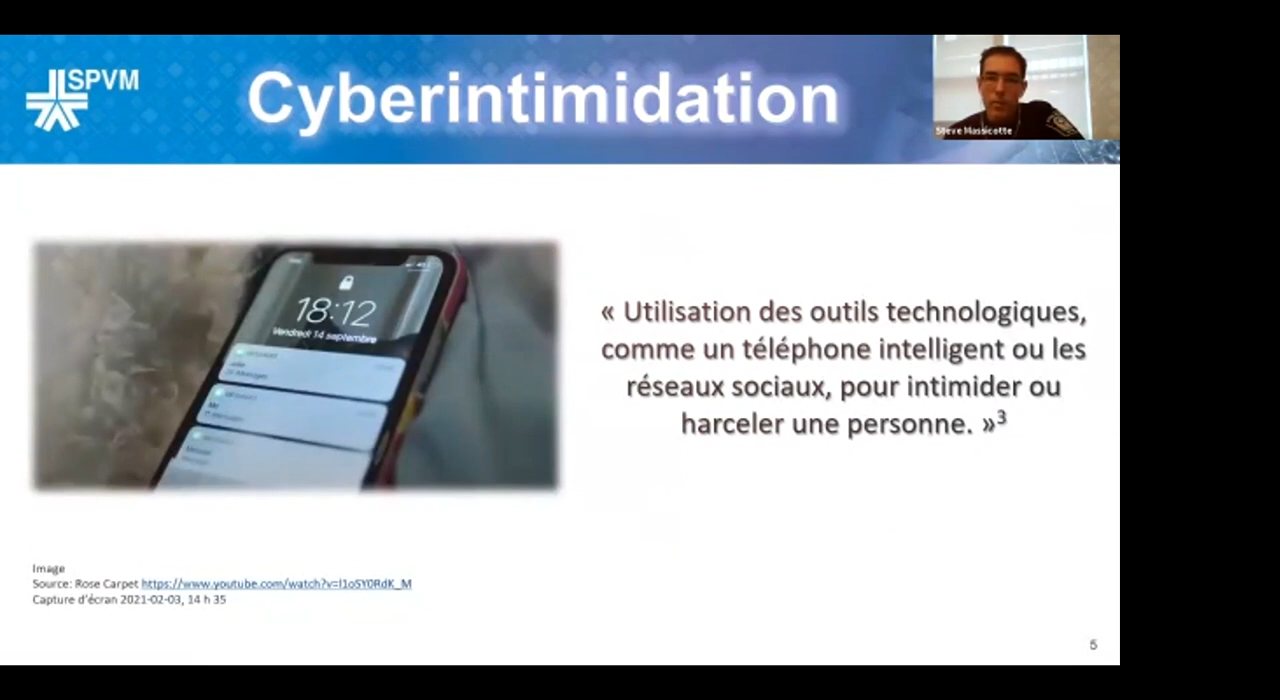 SPVM
Cyberintimidation
Steve Massicotte
18:12
Vendredi 14 septembre
« Utilisation des outils technologiques,
comme un téléphone intelligent ou les
réseaux sociaux, pour intimider ou
harceler une personne. »3
Image
Source: Rose Carpet https://www.youtube.com/watch?v=l1oSY0RdK_M
Capture d'écran 2021-02-03, 14 h 35
5